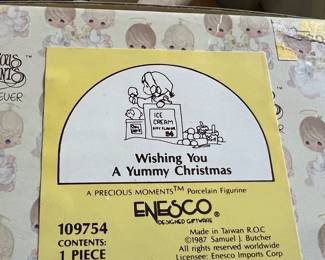 EVER
ICE
CREAM
Wishing You
A Yummy Christmas
A PRECIOUS MOMENTS™ Porcelain Figurine
ENESCO®
DESIGNED GIFTWARE
109754
CONTENTS:
1 PIECE
Made in Taiwan R.O.C
©1987 Samuel J. Butcher
All rights reserved worldwide
Licensee: Enesco Imports Corp